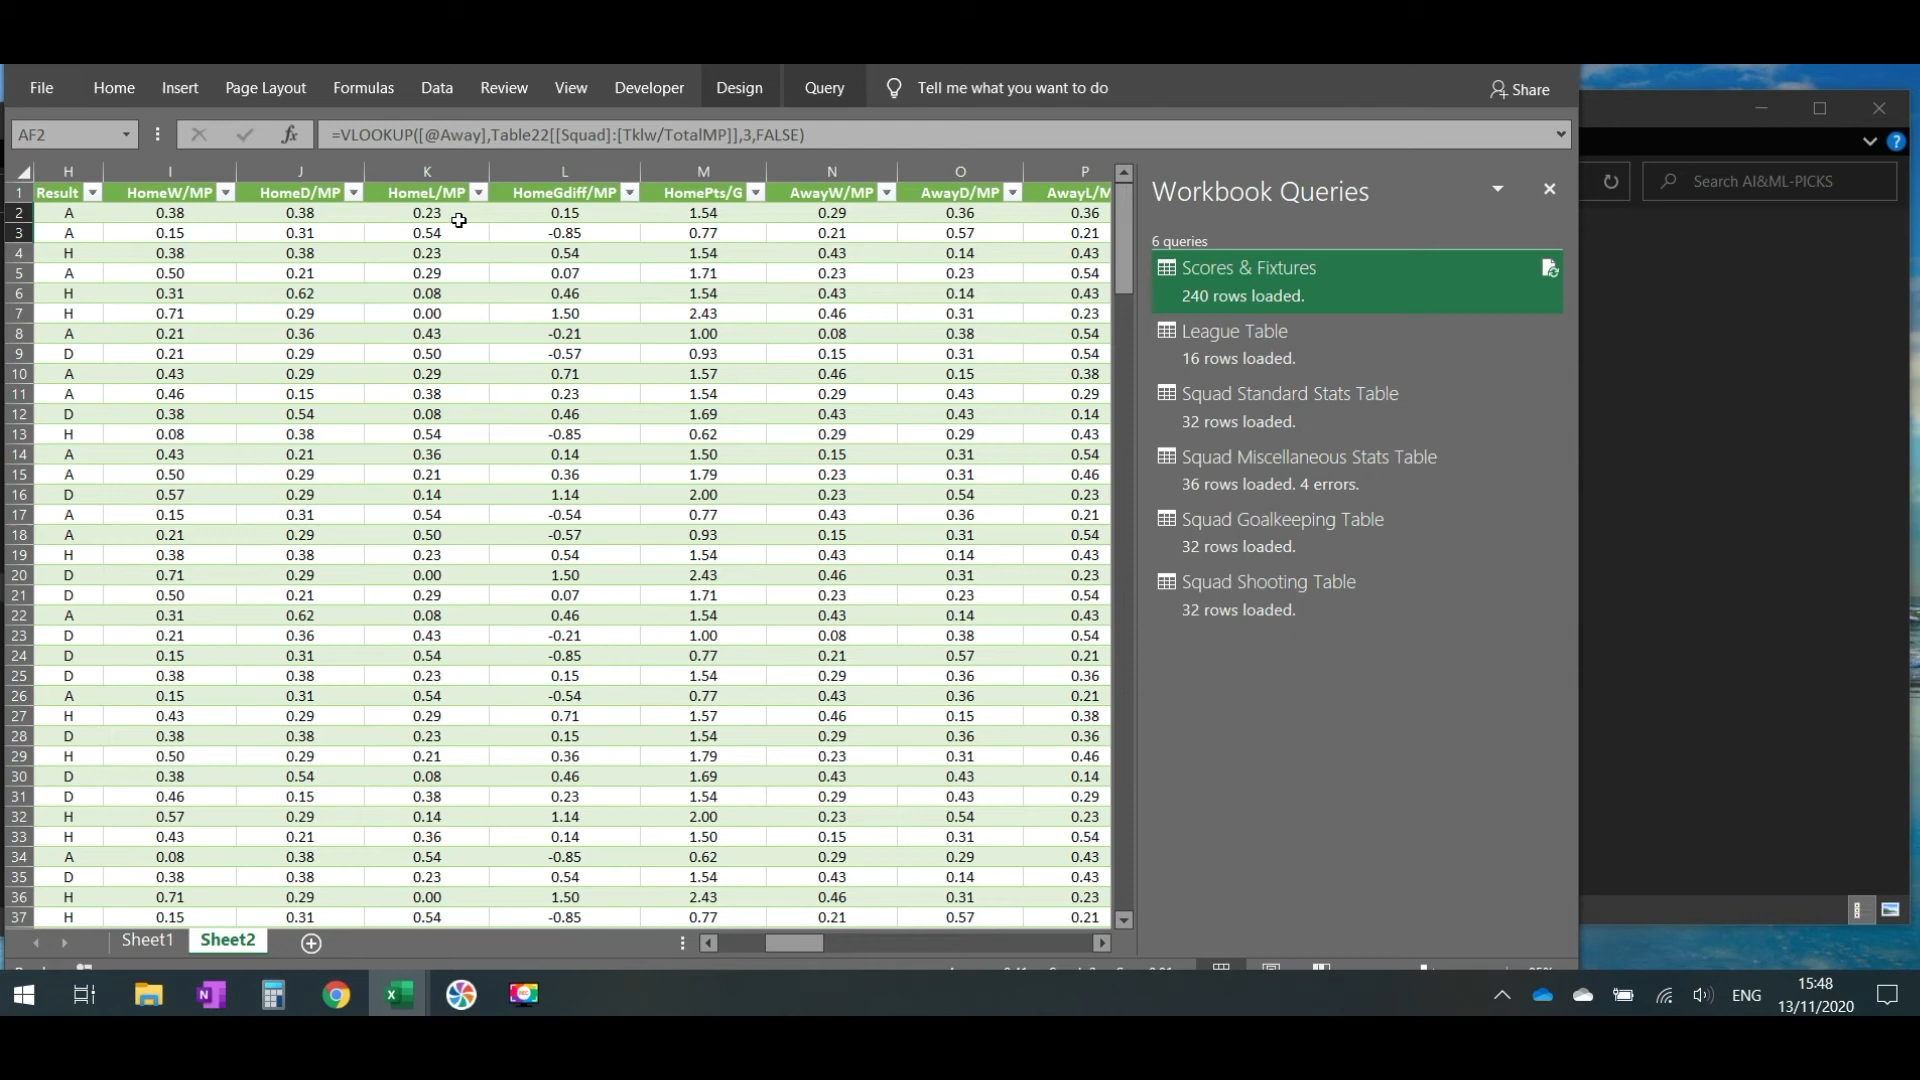 File Home Insert Page Layout Formulas Data Review View Developer Design Query Tell me what you want to do Share
AF2 fx =VLOOKUP([@Away],Table22[[Squad]:[Tklw/TotalMP]],3,FALSE)
H I J K L M N O P
1 Result HomeW/MP HomeD/MP HomeL/MP HomeGdiff/MP HomePts/G AwayW/MP AwayD/MP AwayL/M
2 A 0.38 0.38 0.23 0.15 1.54 0.29 0.36 0.36
3 A 0.15 0.31 0.54 -0.85 0.77 0.21 0.57 0.21
4 H 0.38 0.38 0.23 0.54 1.54 0.43 0.14 0.43
5 A 0.50 0.21 0.29 0.07 1.71 0.23 0.23 0.54
6 H 0.31 0.62 0.08 0.46 1.54 0.43 0.14 0.43
7 H 0.71 0.29 0.00 1.50 2.43 0.46 0.31 0.23
8 A 0.21 0.36 0.43 -0.21 1.00 0.08 0.38 0.54
9 D 0.21 0.29 0.50 -0.57 0.93 0.15 0.31 0.54
10 A 0.43 0.29 0.29 0.71 1.57 0.46 0.15 0.38
11 A 0.46 0.15 0.38 0.23 1.54 0.29 0.43 0.29
12 D 0.38 0.54 0.08 0.46 1.69 0.43 0.43 0.14
13 H 0.08 0.38 0.54 -0.85 0.62 0.29 0.29 0.43
14 A 0.43 0.21 0.36 0.14 1.50 0.15 0.31 0.54
15 A 0.50 0.29 0.21 0.36 1.79 0.23 0.31 0.46
16 D 0.57 0.29 0.14 1.14 2.00 0.23 0.54 0.23
17 A 0.15 0.31 0.54 -0.54 0.77 0.43 0.36 0.21
18 A 0.21 0.29 0.50 -0.57 0.93 0.15 0.31 0.54
19 H 0.38 0.38 0.23 0.54 1.54 0.43 0.14 0.43
20 D 0.71 0.29 0.00 1.50 2.43 0.46 0.31 0.23
21 D 0.50 0.21 0.29 0.07 1.71 0.23 0.23 0.54
22 A 0.31 0.62 0.08 0.46 1.54 0.43 0.14 0.43
23 D 0.21 0.36 0.43 -0.21 1.00 0.08 0.38 0.54
24 D 0.15 0.31 0.54 -0.85 0.77 0.21 0.57 0.21
25 D 0.38 0.38 0.23 0.15 1.54 0.29 0.36 0.36
26 A 0.15 0.31 0.54 -0.54 0.77 0.43 0.36 0.21
27 H 0.43 0.29 0.29 0.71 1.57 0.46 0.15 0.38
28 D 0.38 0.38 0.23 0.15 1.54 0.29 0.36 0.36
29 H 0.50 0.29 0.21 0.36 1.79 0.23 0.31 0.46
30 D 0.38 0.54 0.08 0.46 1.69 0.43 0.43 0.14
31 D 0.46 0.15 0.38 0.23 1.54 0.29 0.43 0.29
32 H 0.57 0.29 0.14 1.14 2.00 0.23 0.54 0.23
33 H 0.43 0.21 0.36 0.14 1.50 0.15 0.31 0.54
34 A 0.08 0.38 0.54 -0.85 0.62 0.29 0.29 0.43
35 D 0.38 0.38 0.23 0.54 1.54 0.43 0.14 0.43
36 H 0.71 0.29 0.00 1.50 2.43 0.46 0.31 0.23
37 H 0.15 0.31 0.54 -0.85 0.77 0.21 0.57 0.21
Sheet1 Sheet2
Workbook Queries
6 queries
Scores & Fixtures
240 rows loaded.
League Table
16 rows loaded.
Squad Standard Stats Table
32 rows loaded.
Squad Miscellaneous Stats Table
36 rows loaded. 4 errors.
Squad Goalkeeping Table
32 rows loaded.
Squad Shooting Table
32 rows loaded.
Search AI&ML-PICKS
ENG
15:48
13/11/2020